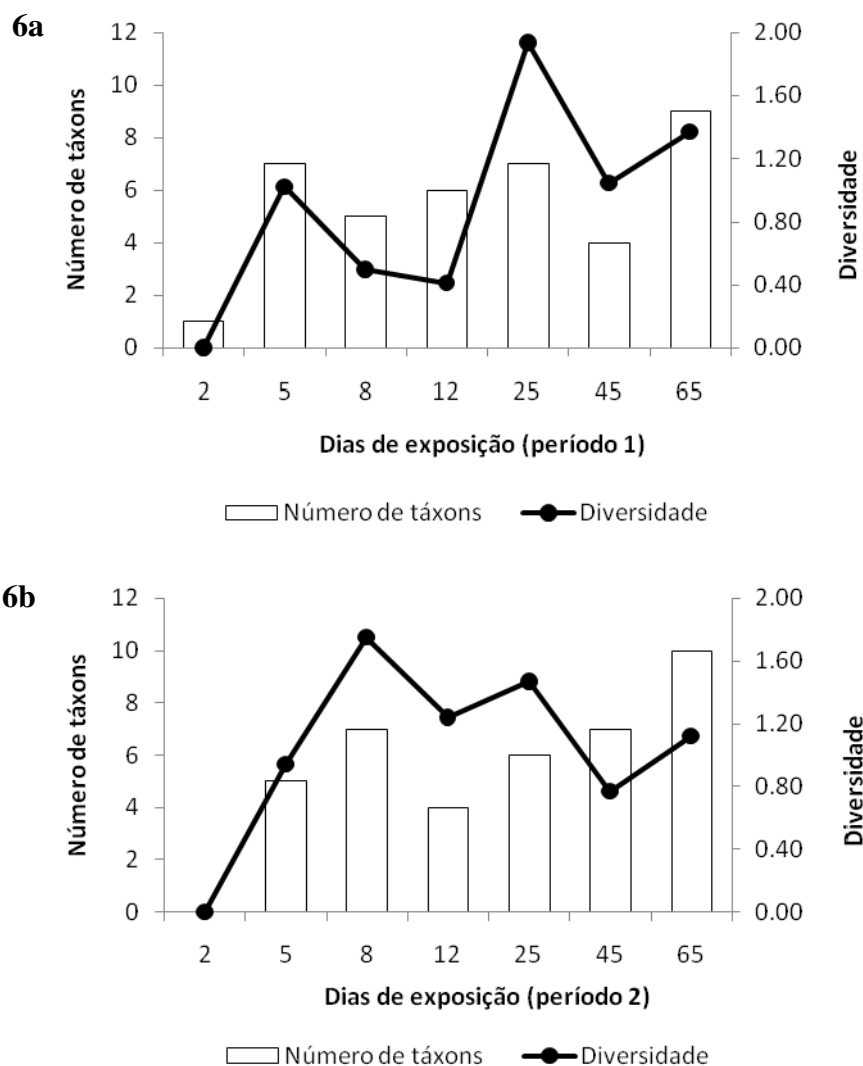 6a
Número de táxons
12
10
8
6
4
2
0
2.00
1.60
1.20
0.80
0.40
0.00
Diversidade
2 5 8 12 25 45 65
Dias de exposição (período 1)
Número de táxons Diversidade
6b
Número de táxons
12
10
8
6
4
2
0
2.00
1.60
1.20
0.80
0.40
0.00
Diversidade
2 5 8 12 25 45 65
Dias de exposição (período 2)
Número de táxons Diversidade